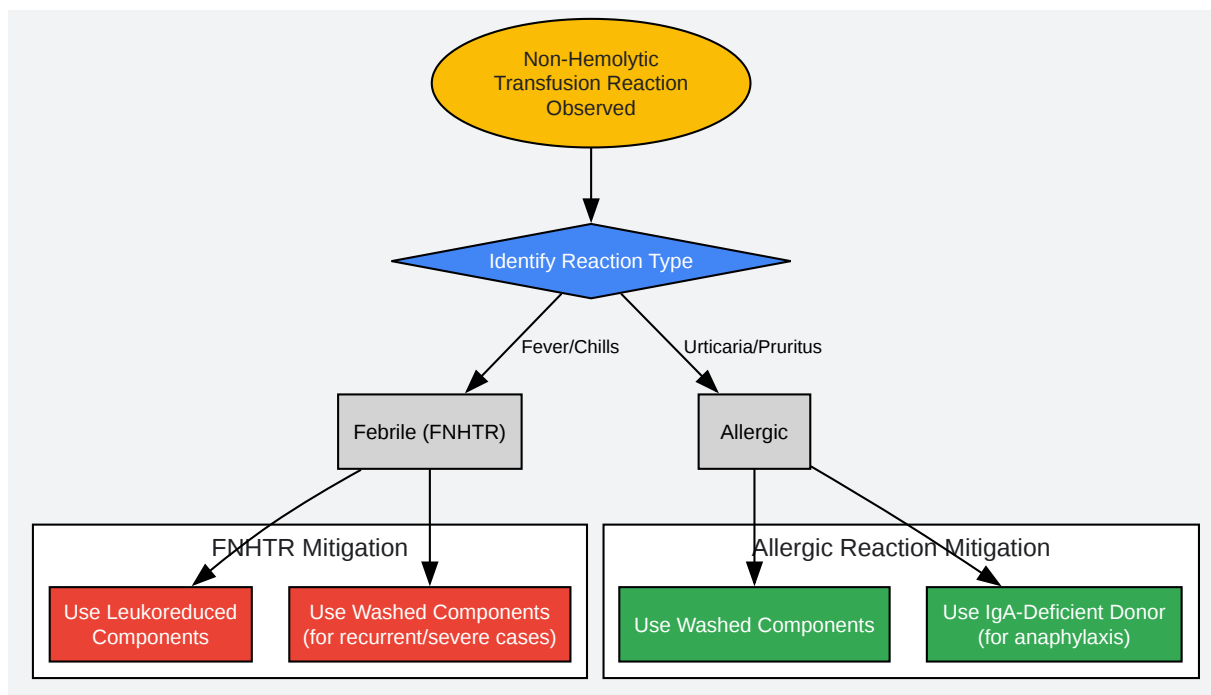 Non-Hemolytic
Transfusion Reaction
Observed
Identify Reaction Type
Fever/Chills
Urticaria/Pruritus
Febrile (FNHTR)
Allergic
FNHTR Mitigation
Allergic Reaction Mitigation
Use Leukoreduced
Components
Use Washed Components
(for recurrent/severe cases)
Use Washed Components
Use IgA-Deficient Donor
(for anaphylaxis)